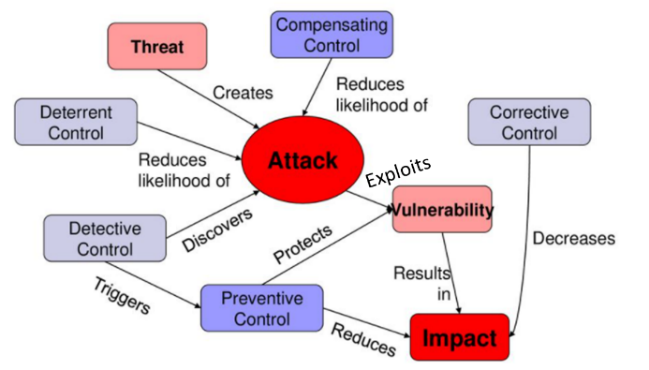 Compensating
Control
Threat
Creates
Reduces
likelihood of
Deterrent
Control
Corrective
Control
Attack
Reduces
likelihood of
Exploits
Vulnerability
Detective
Control
Discovers
Protects
Decreases
Triggers
Results
in
Preventive
Control
Reduces
Impact